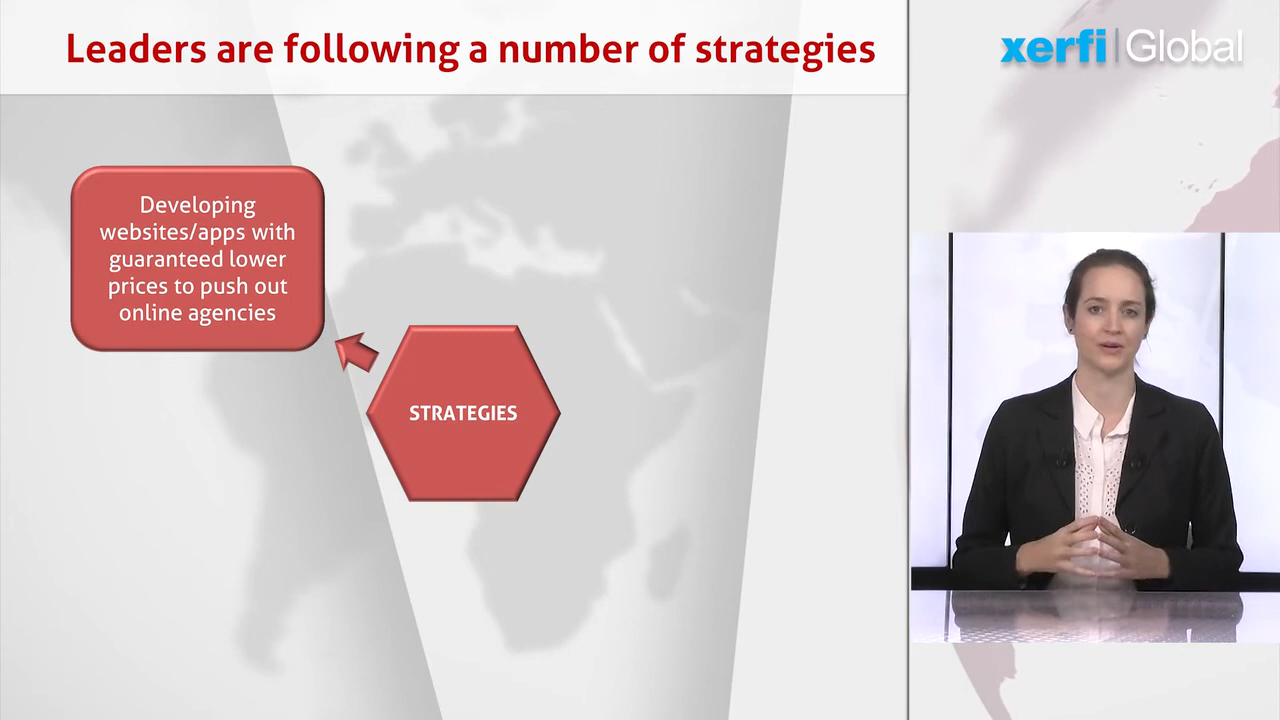 Leaders are following a number of strategies
xerfi Global
Developing
websites/apps with
guaranteed lower
prices to push out
online agencies
STRATEGIES